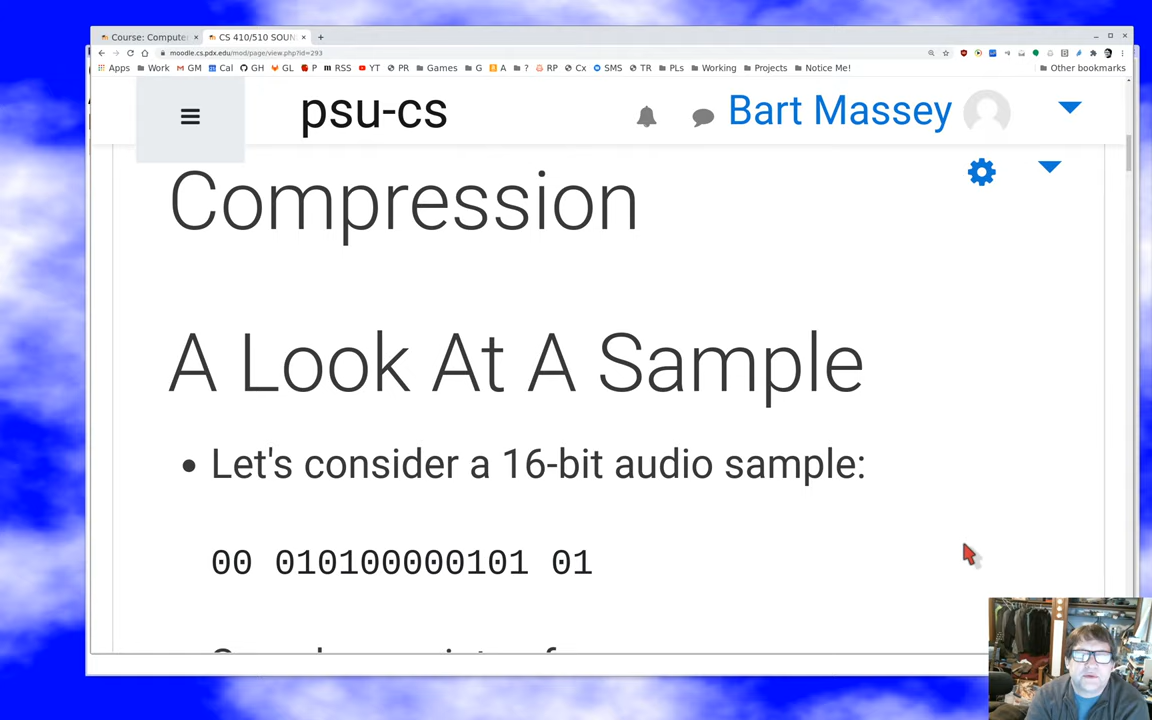 Course: Compute
CS 410/510 SOUN
moodle.cs.pdx.edu/mod/page/view.php?id=293
Apps Work GM Cal GH GL P RSS YT PR Games G A ? RP Cx SMS TR PLs Working Projects Notice Me! Other bookmarks
psu-cs
Bart Massey
Compression
A Look At A Sample
• Let's consider a 16-bit audio sample:
00 010100000101 01